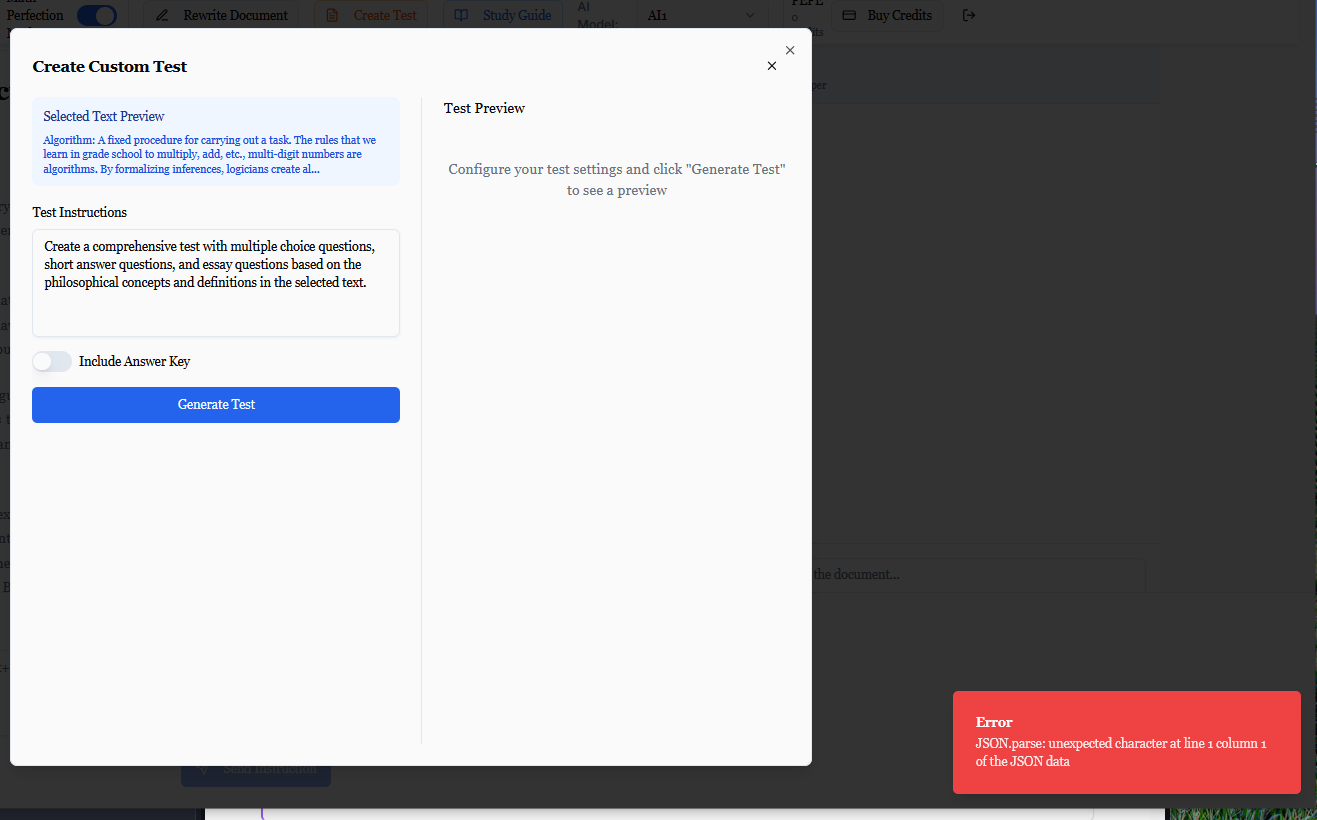 Perfection
Rewrite Document
Create Test
Study Guide
AI
Model:
AI1
PEPE
0
Buy Credits
Create Custom Test
Selected Text Preview
Algorithm: A fixed procedure for carrying out a task. The rules that we
learn in grade school to multiply, add, etc., multi-digit numbers are
algorithms. By formalizing inferences, logicians create al...
Test Instructions
Create a comprehensive test with multiple choice questions,
short answer questions, and essay questions based on the
philosophical concepts and definitions in the selected text.
Include Answer Key
Generate Test
Test Preview
Configure your test settings and click "Generate Test"
to see a preview
the document...
Send Instruction
Error
JSON.parse: unexpected character at line 1 column 1
of the JSON data